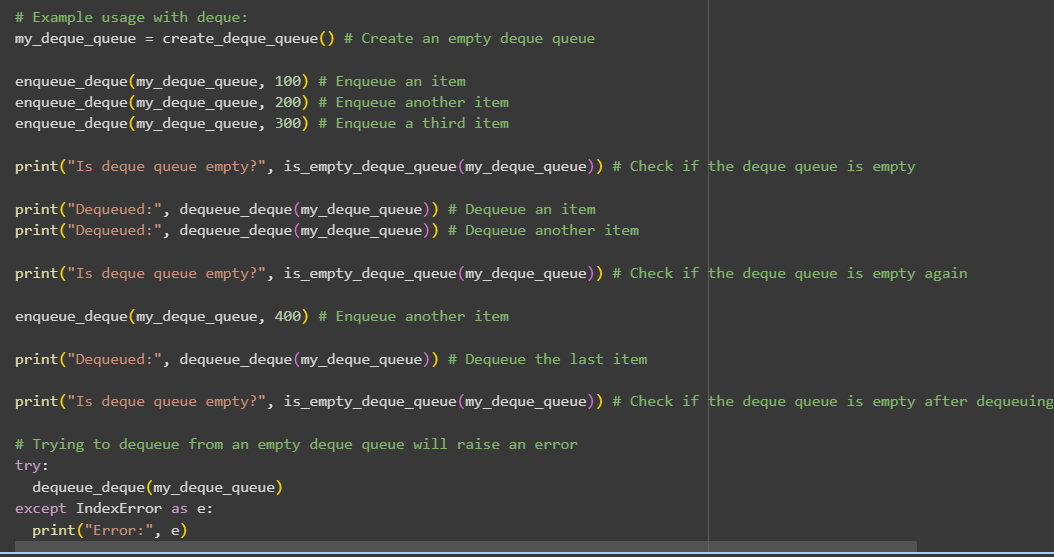 # Example usage with deque:
my_deque_queue = create_deque_queue() # Create an empty deque queue
enqueue_deque(my_deque_queue, 100) # Enqueue an item
enqueue_deque(my_deque_queue, 200) # Enqueue another item
enqueue_deque(my_deque_queue, 300) # Enqueue a third item
print("Is deque queue empty?", is_empty_deque_queue(my_deque_queue)) # Check if the deque queue is empty
print("Dequeued:", dequeue_deque(my_deque_queue)) # Dequeue an item
print("Dequeued:", dequeue_deque(my_deque_queue)) # Dequeue another item
print("Is deque queue empty?", is_empty_deque_queue(my_deque_queue)) # Check if the deque queue is empty again
enqueue_deque(my_deque_queue, 400) # Enqueue another item
print("Dequeued:", dequeue_deque(my_deque_queue)) # Dequeue the last item
print("Is deque queue empty?", is_empty_deque_queue(my_deque_queue)) # Check if the deque queue is empty after dequeuing
# Trying to dequeue from an empty deque queue will raise an error
try:
  dequeue_deque(my_deque_queue)
except IndexError as e:
  print("Error:", e)